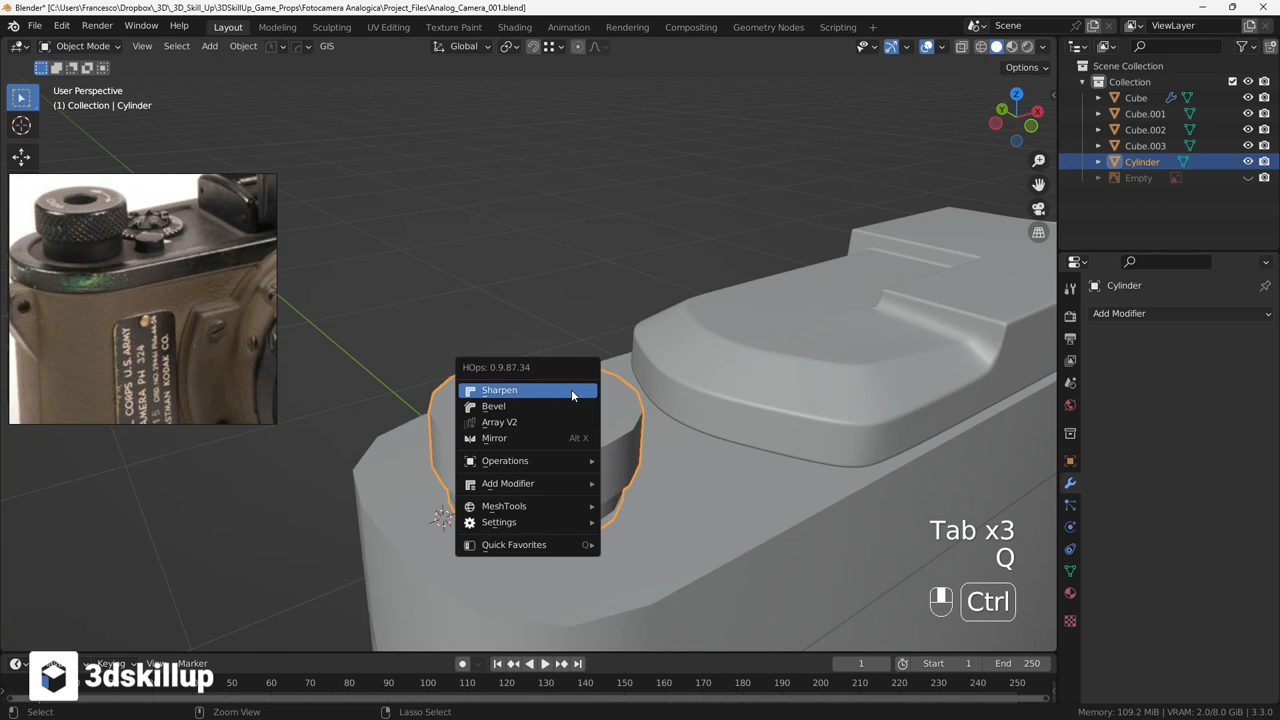 Blender* [C:\Users\Francesco\Dropbox\_3D\_3D_Skill_Up\3DSkillUp_Game_Props\Fotocamera Analogica\Project_Files\Analog_Camera_001.blend]
File Edit Render Window Help Layout Modeling Sculpting UV Editing Texture Paint Shading Animation Rendering Compositing Geometry Nodes Scripting + Scene ViewLayer
Object Mode View Select Add Object GIS Global
Options
User Perspective
(1) Collection | Cylinder
Z
Y
X
Scene Collection
Collection
Cube
Cube.001
Cube.002
Cube.003
Cylinder
Empty
Cylinder
Add Modifier
CORPS U.S. ARMY
CAMERA PH 324
EASTMAN KODAK CO.
HOps: 0.9.87.34
Sharpen
Bevel
Array V2
Mirror Alt X
Operations
Add Modifier
MeshTools
Settings
Quick Favorites Q
Tab x3
Q
Ctrl
3dskillup
View Marker
1 Start 1 End 250
50 60 70 80 90 100 110 120 130 140 150 160 170 180 190 200 210 220 230 240 250
Select Zoom View Lasso Select Memory: 109.2 MiB | VRAM: 2.0/8.0 GiB | 3.3.0